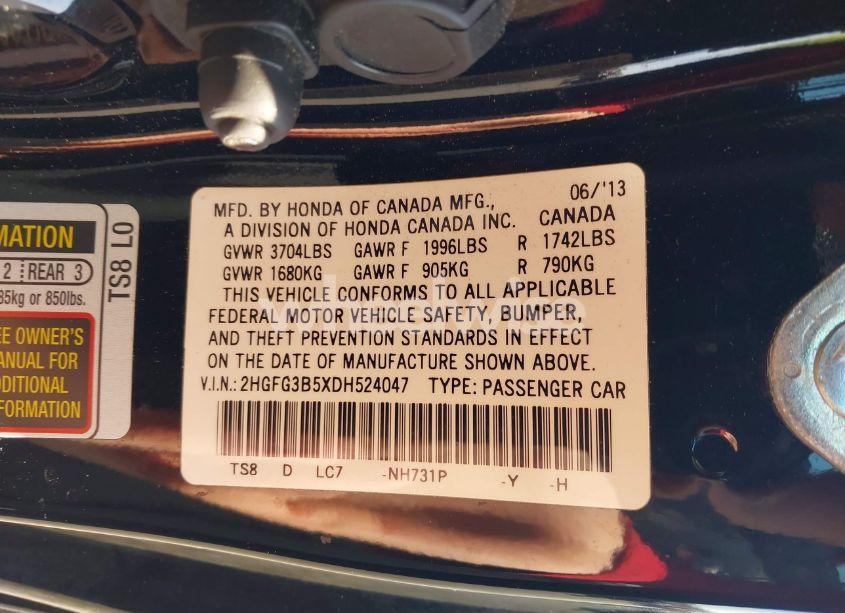 MATION
2 REAR 3
85kg or 850lbs.
EE OWNER'S
ANUAL FOR
DDITIONAL
FORMATION
TS8 L0
MFD. BY HONDA OF CANADA MFG., 06/'13
A DIVISION OF HONDA CANADA INC. CANADA
GVWR 3704LBS GAWR F 1996LBS R 1742LBS
GVWR 1680KG GAWR F 905KG R 790KG
THIS VEHICLE CONFORMS TO ALL APPLICABLE
FEDERAL MOTOR VEHICLE SAFETY, BUMPER,
AND THEFT PREVENTION STANDARDS IN EFFECT
ON THE DATE OF MANUFACTURE SHOWN ABOVE.
V.I.N.: 2HGFG3B5XDH524047 TYPE: PASSENGER CAR
TS8 D LC7 -NH731P -Y -H